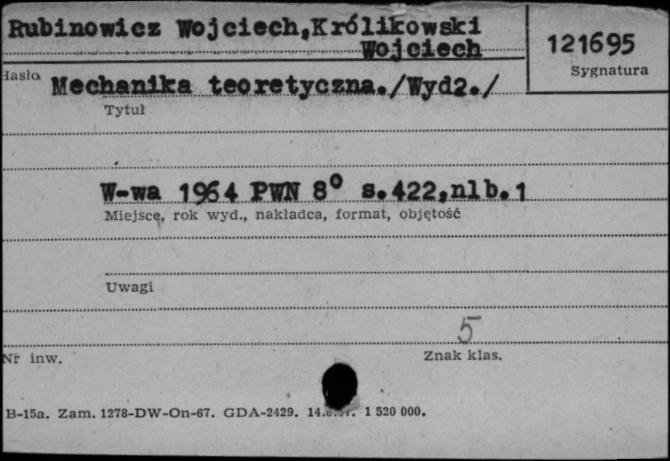 Rubinowicz Wojciech,Królikowski
Wojciech
121695
Hasło
Sygnatura
Mechanika teoretyczna./Wyd2./
Tytuł
W-wa 1964 PWN 8° s.422,nlb.1
Miejsce, rok wyd., nakładca, format, objętość
Uwagi
5
Nr inw.
Znak klas.
B-15a. Zam. 1278-DW-On-67. GDA-2429. 1 520 000.